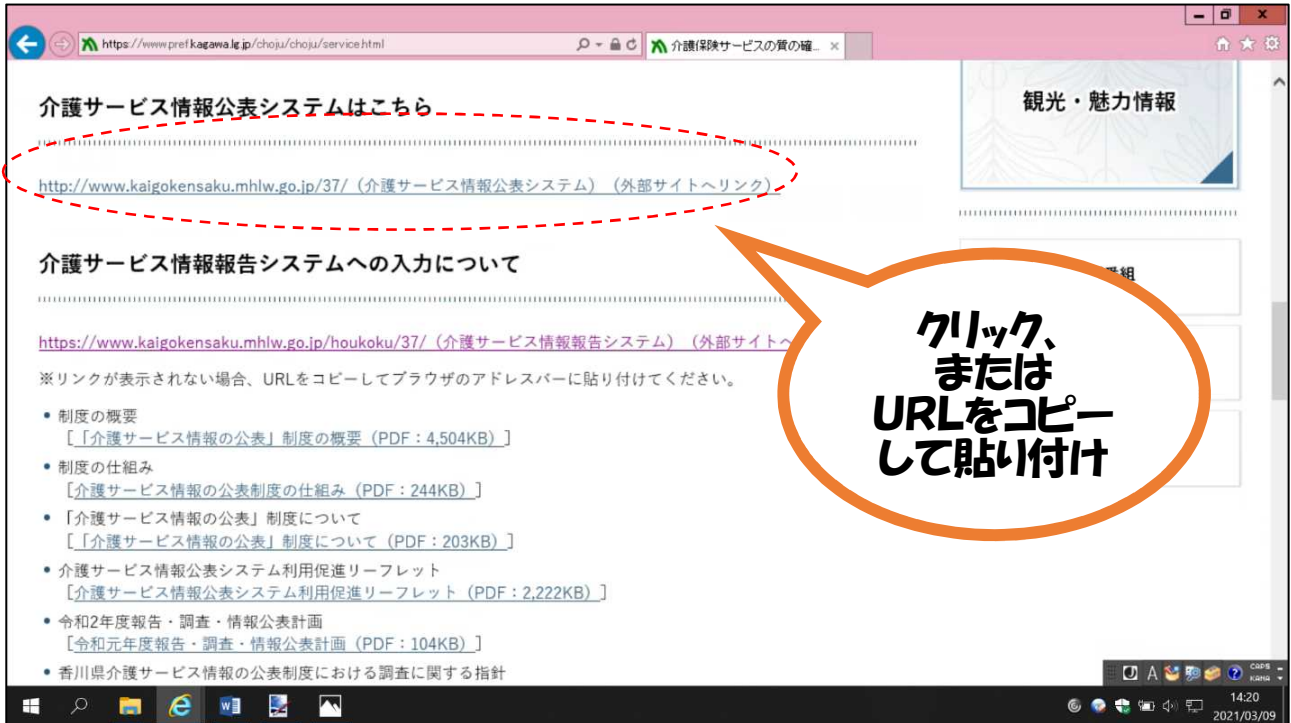 https://www.pref.kagawa.lg.jp/choju/choju/service.html
介護保険サービスの質の確...
介護サービス情報公表システムはこちら
観光・魅力情報
http://www.kaigokensaku.mhlw.go.jp/37/（介護サービス情報公表システム）（外部サイトへリンク）
介護サービス情報報告システムへの入力について
https://www.kaigokensaku.mhlw.go.jp/houkoku/37/（介護サービス情報報告システム）（外部サイトへ
※リンクが表示されない場合、URLをコピーしてブラウザのアドレスバーに貼り付けてください。
クリック、
または
URLをコピー
して貼り付け
• 制度の概要
［「介護サービス情報の公表」制度の概要（PDF：4,504KB）］
• 制度の仕組み
［介護サービス情報の公表制度の仕組み（PDF：244KB）］
• 「介護サービス情報の公表」制度について
［「介護サービス情報の公表」制度について（PDF：203KB）］
• 介護サービス情報公表システム利用促進リーフレット
［介護サービス情報公表システム利用促進リーフレット（PDF：2,222KB）］
• 令和2年度報告・調査・情報公表計画
［令和元年度報告・調査・情報公表計画（PDF：104KB）］
• 香川県介護サービス情報の公表制度における調査に関する指針
A
CAPS
KANA
14:20
2021/03/09